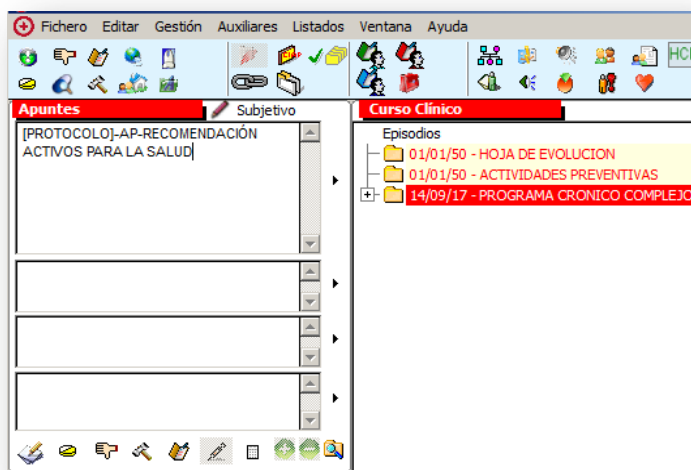 Fichero Editar Gestión Auxiliares Listados Ventana Ayuda
HCI
Apuntes
Subjetivo
[PROTOCOLO]-AP-RECOMENDACIÓN
ACTIVOS PARA LA SALUD
Curso Clínico
Episodios
01/01/50 - HOJA DE EVOLUCION
01/01/50 - ACTIVIDADES PREVENTIVAS
14/09/17 - PROGRAMA CRONICO COMPLEJO